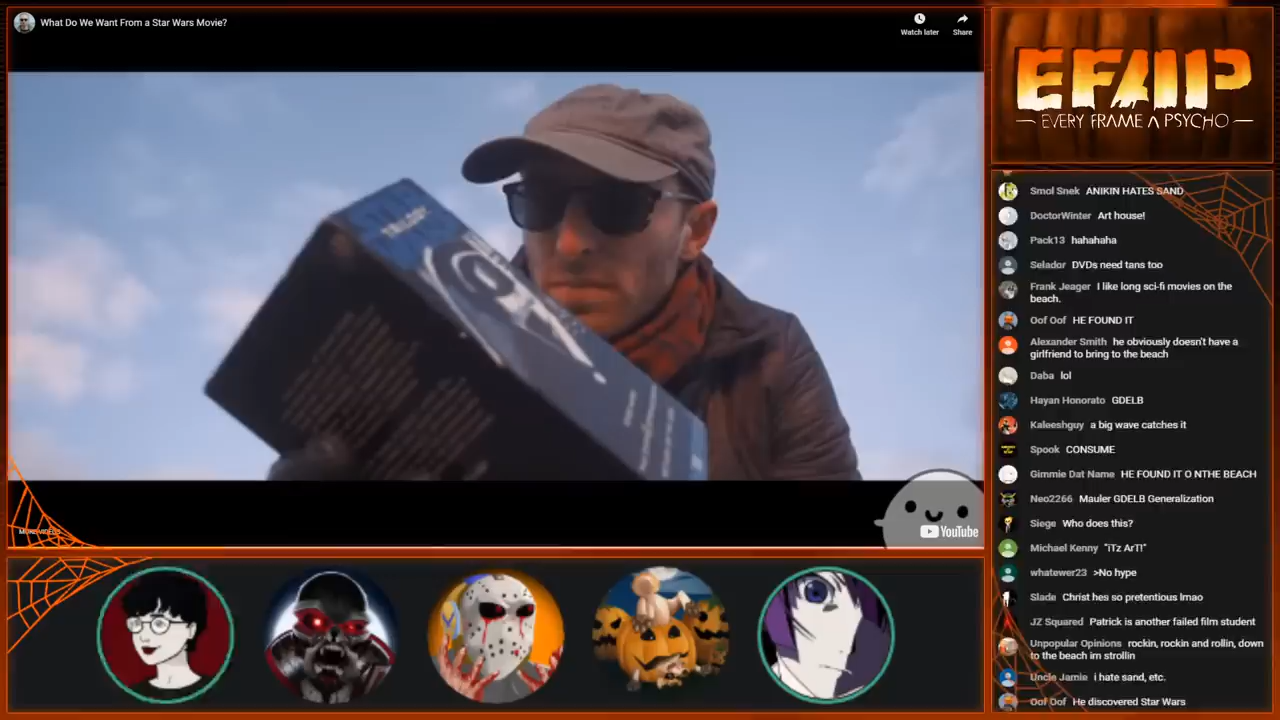 What Do We Want From a Star Wars Movie?
Watch later
Share
TRILOGY
MORE VIDEOS
YouTube
EFAP
EVERY FRAME A PSYCHO
Smol Snek ANIKIN HATES SAND
DoctorWinter Art house!
Pack13 hahahaha
Selador DVDs need tans too
Frank Jeager I like long sci-fi movies on the
beach.
Oof Oof HE FOUND IT
Alexander Smith he obviously doesn't have a
girlfriend to bring to the beach
Daba lol
Hayan Honorato GDELB
Kaleeshguy a big wave catches it
Spook CONSUME
Gimmie Dat Name HE FOUND IT O NTHE BEACH
Neo2266 Mauler GDELB Generalization
Siege Who does this?
Michael Kenny "iTz ArT!"
whatewer23 >No hype
Slade Christ hes so pretentious lmao
JZ Squared Patrick is another failed film student
Unpopular Opinions rockin, rockin and rollin, down
to the beach im strollin
Uncle Jamie i hate sand, etc.
Oof Oof He discovered Star Wars